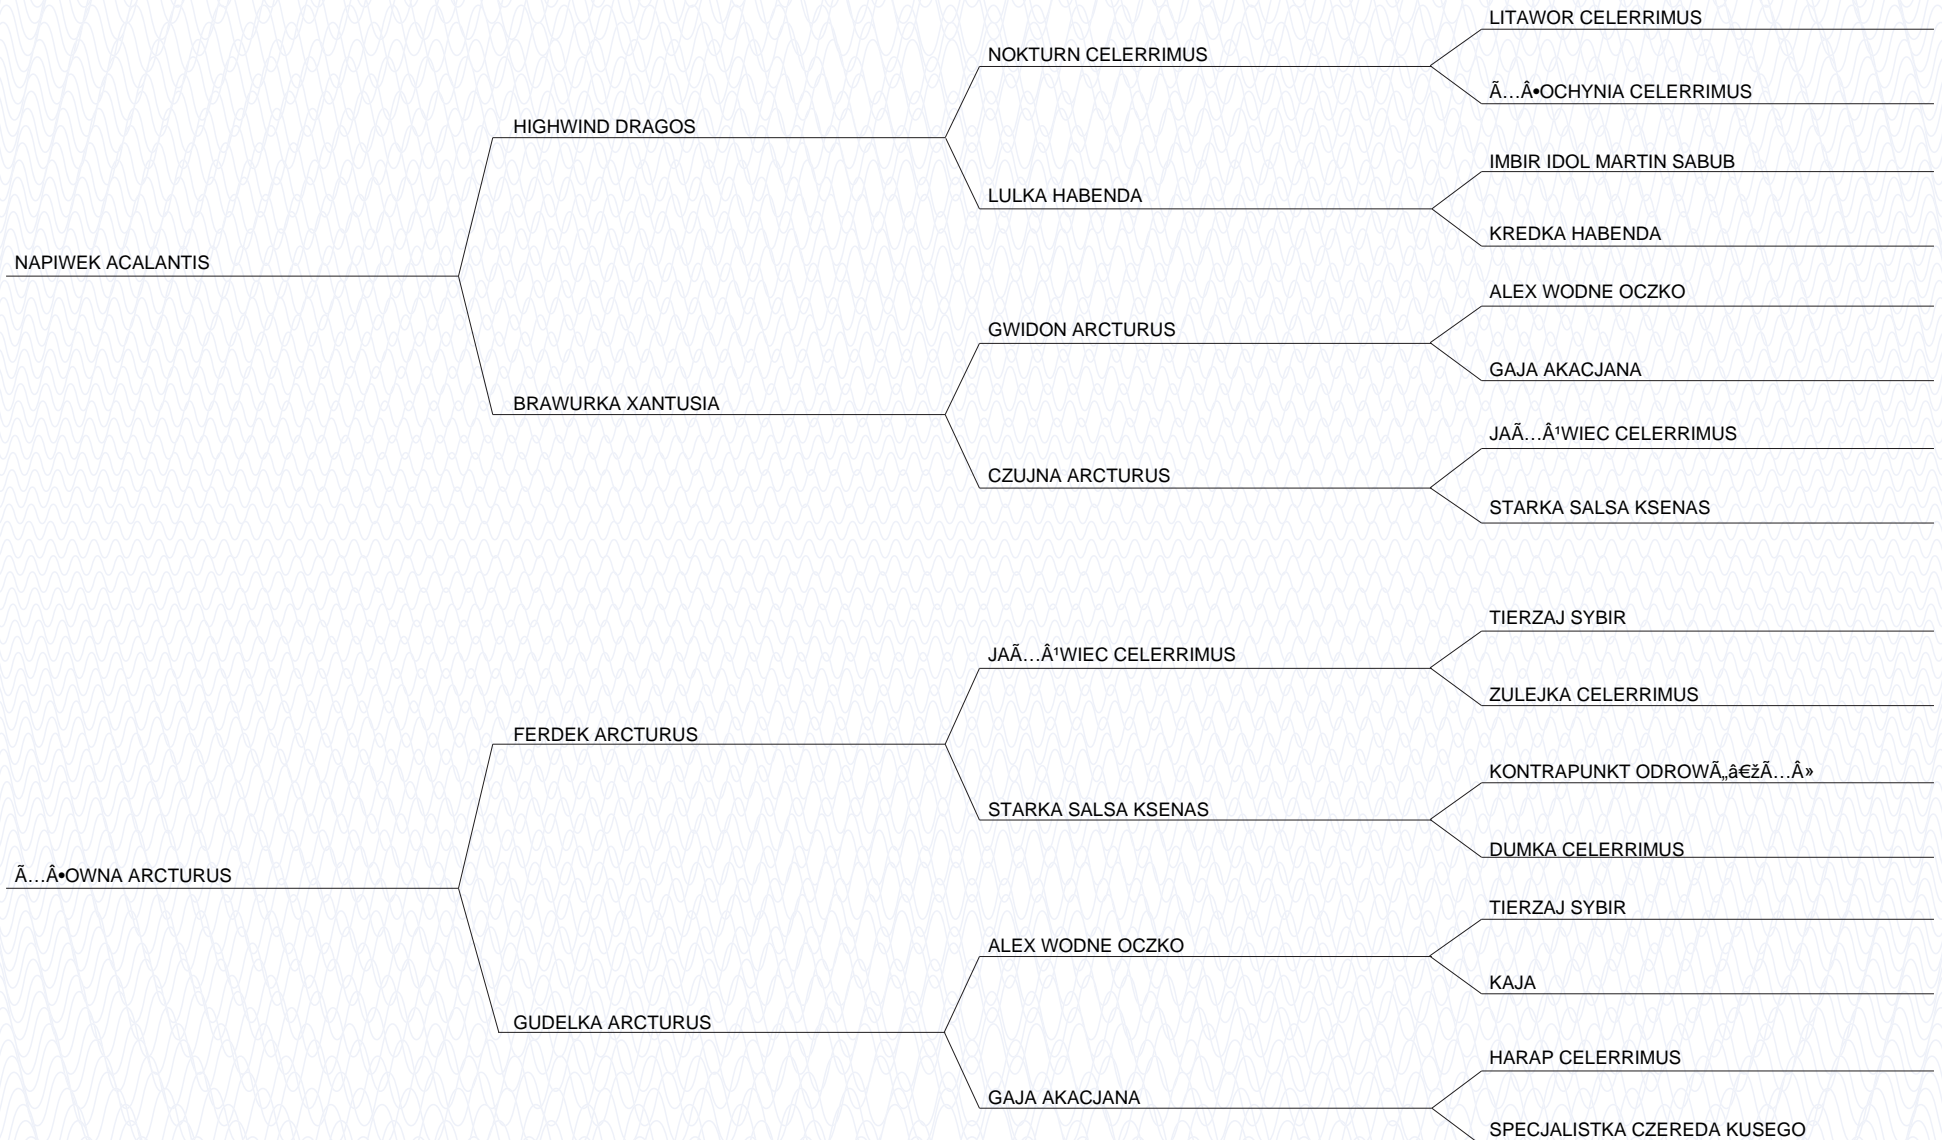 LITAWOR CELERRIMUS
NOKTURN CELERRIMUS
Ã…Â•OCHYNIA CELERRIMUS
HIGHWIND DRAGOS
IMBIR IDOL MARTIN SABUB
LULKA HABENDA
KREDKA HABENDA
NAPIWEK ACALANTIS
ALEX WODNE OCZKO
GWIDON ARCTURUS
GAJA AKACJANA
BRAWURKA XANTUSIA
JAÃ…Â¹WIEC CELERRIMUS
CZUJNA ARCTURUS
STARKA SALSA KSENAS
TIERZAJ SYBIR
JAÃ…Â¹WIEC CELERRIMUS
ZULEJKA CELERRIMUS
FERDEK ARCTURUS
KONTRAPUNKT ODROWÃ„â€žÃ…Â»
STARKA SALSA KSENAS
DUMKA CELERRIMUS
Ã…Â•OWNA ARCTURUS
TIERZAJ SYBIR
ALEX WODNE OCZKO
KAJA
GUDELKA ARCTURUS
HARAP CELERRIMUS
GAJA AKACJANA
SPECJALISTKA CZEREDA KUSEGO